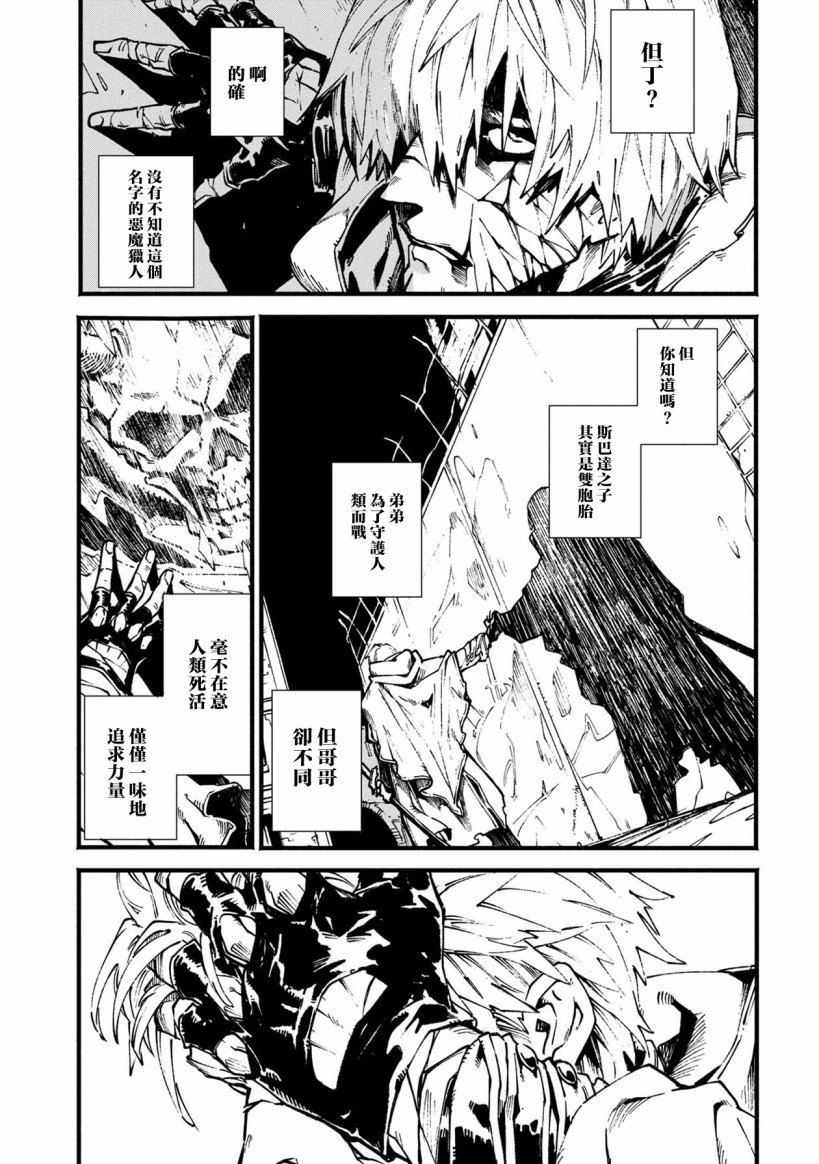 但丁？
啊
的確
沒有不知道這個
名字的惡魔獵人
但
你知道嗎？
斯巴達之子
其實是雙胞胎
弟弟
為了守護人
類而戰
但哥哥
卻不同
毫不在意
人類死活
僅僅一味地
追求力量